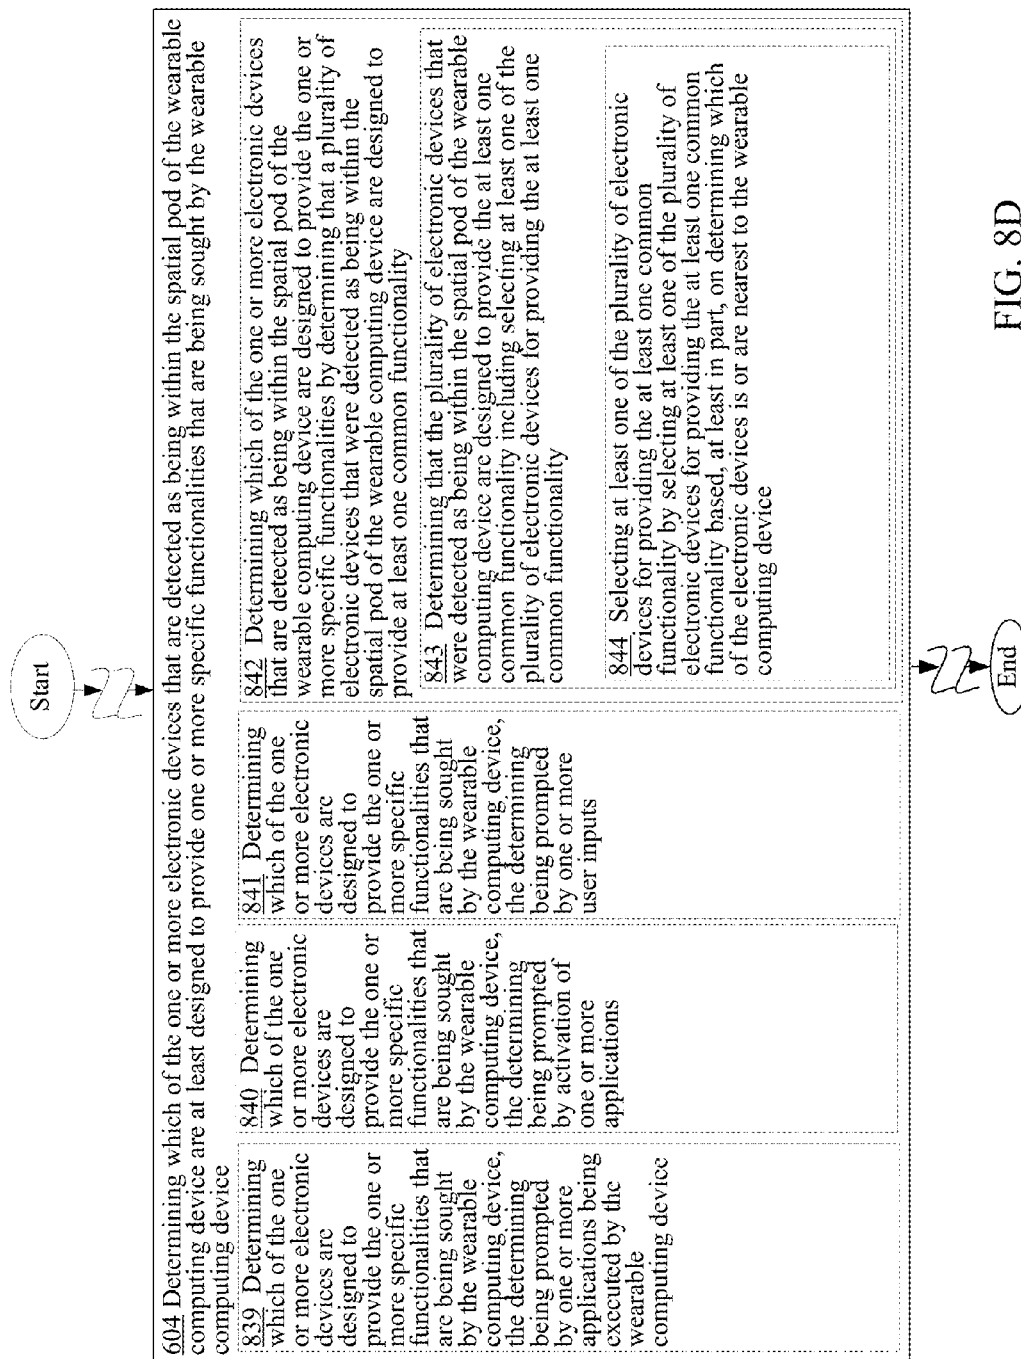 Start
604 Determining which of the one or more electronic devices that are detected as being within the spatial pod of the wearable
computing device are at least designed to provide one or more specific functionalities that are being sought by the wearable
computing device
839 Determining
which of the one
or more electronic
devices are
designed to
provide the one or
more specific
functionalities that
are being sought
by the wearable
computing device,
the determining
being prompted
by one or more
applications being
executed by the
wearable
computing device
840 Determining
which of the one
or more electronic
devices are
designed to
provide the one or
more specific
functionalities that
are being sought
by the wearable
computing device,
the determining
being prompted
by activation of
one or more
applications
841 Determining
which of the one
or more electronic
devices are
designed to
provide the one or
more specific
functionalities that
are being sought
by the wearable
computing device,
the determining
being prompted
by one or more
user inputs
842 Determining which of the one or more electronic devices
that are detected as being within the spatial pod of the
wearable computing device are designed to provide the one or
more specific functionalities by determining that a plurality of
electronic devices that were detected as being within the
spatial pod of the wearable computing device are designed to
provide at least one common functionality
843 Determining that the plurality of electronic devices that
were detected as being within the spatial pod of the wearable
computing device are designed to provide the at least one
common functionality including selecting at least one of the
plurality of electronic devices for providing the at least one
common functionality
844 Selecting at least one of the plurality of electronic
devices for providing the at least one common
functionality by selecting at least one of the plurality of
electronic devices for providing the at least one common
functionality based, at least in part, on determining which
of the electronic devices is or are nearest to the wearable
computing device
End
FIG. 8D